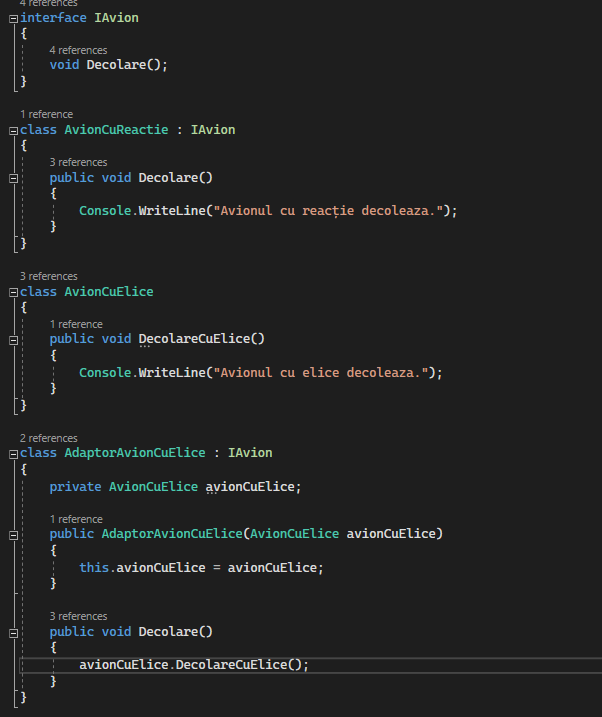 4 references
interface IAvion
{
4 references
void Decolare();
}
1 reference
class AvionCuReactie : IAvion
{
3 references
public void Decolare()
{
Console.WriteLine("Avionul cu reacție decoleaza.");
}
}
3 references
class AvionCuElice
{
1 reference
public void DecolareCuElice()
{
Console.WriteLine("Avionul cu elice decoleaza.");
}
}
2 references
class AdaptorAvionCuElice : IAvion
{
private AvionCuElice avionCuElice;
1 reference
public AdaptorAvionCuElice(AvionCuElice avionCuElice)
{
this.avionCuElice = avionCuElice;
}
3 references
public void Decolare()
{
avionCuElice.DecolareCuElice();
}
}